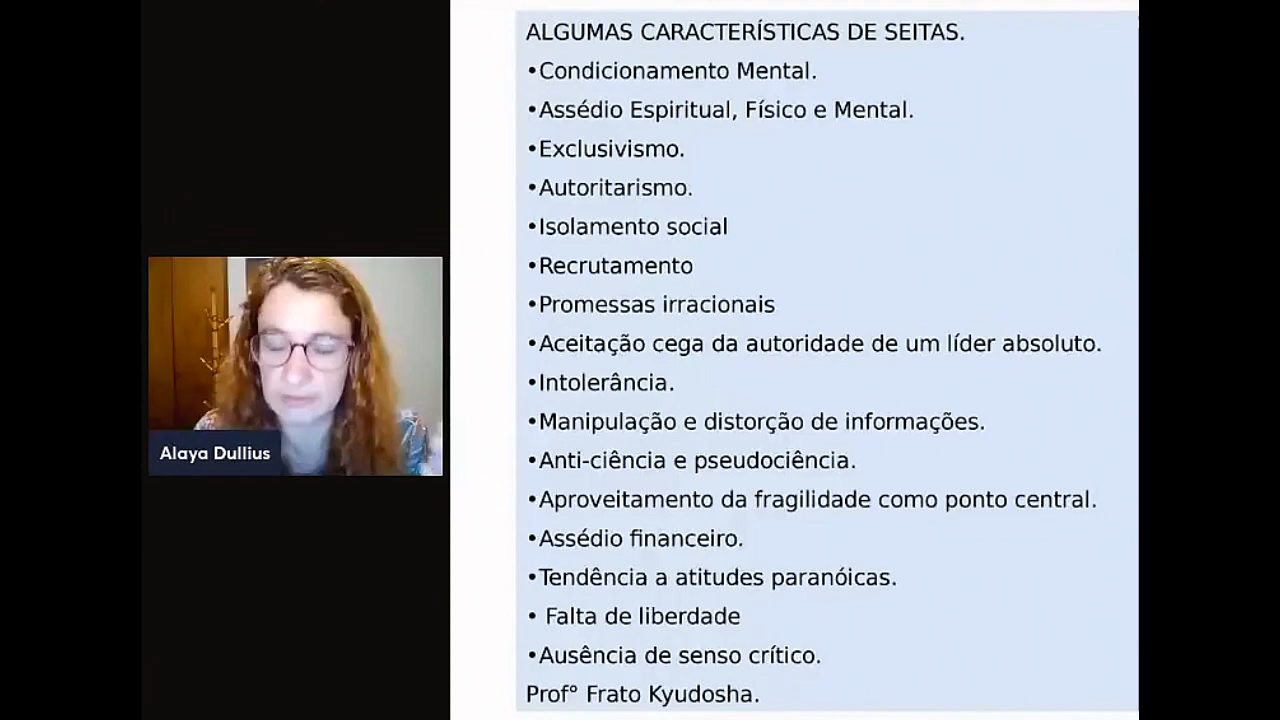 ALGUMAS CARACTERÍSTICAS DE SEITAS.
•Condicionamento Mental.
•Assédio Espiritual, Físico e Mental.
•Exclusivismo.
•Autoritarismo.
•Isolamento social
•Recrutamento
•Promessas irracionais
•Aceitação cega da autoridade de um líder absoluto.
•Intolerância.
•Manipulação e distorção de informações.
•Anti-ciência e pseudociência.
•Aproveitamento da fragilidade como ponto central.
•Assédio financeiro.
•Tendência a atitudes paranóicas.
• Falta de liberdade
•Ausência de senso crítico.
Prof° Frato Kyudosha.
Alaya Dullius